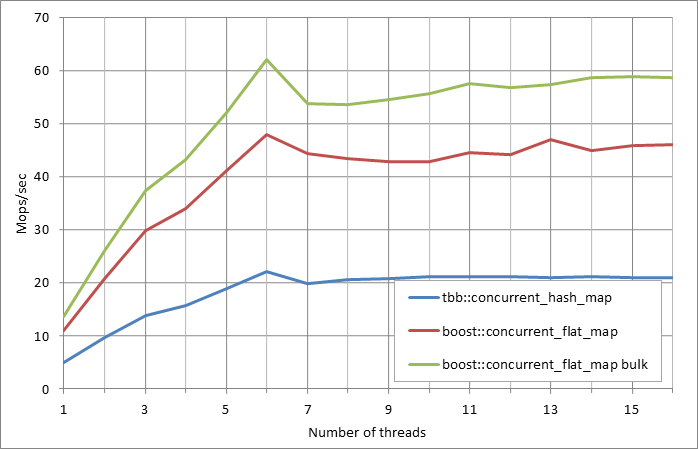 70
60
50
40
30
20
10
0
Mops/sec
tbb::concurrent_hash_map
boost::concurrent_flat_map
boost::concurrent_flat_map bulk
1 3 5 7 9 11 13 15
Number of threads